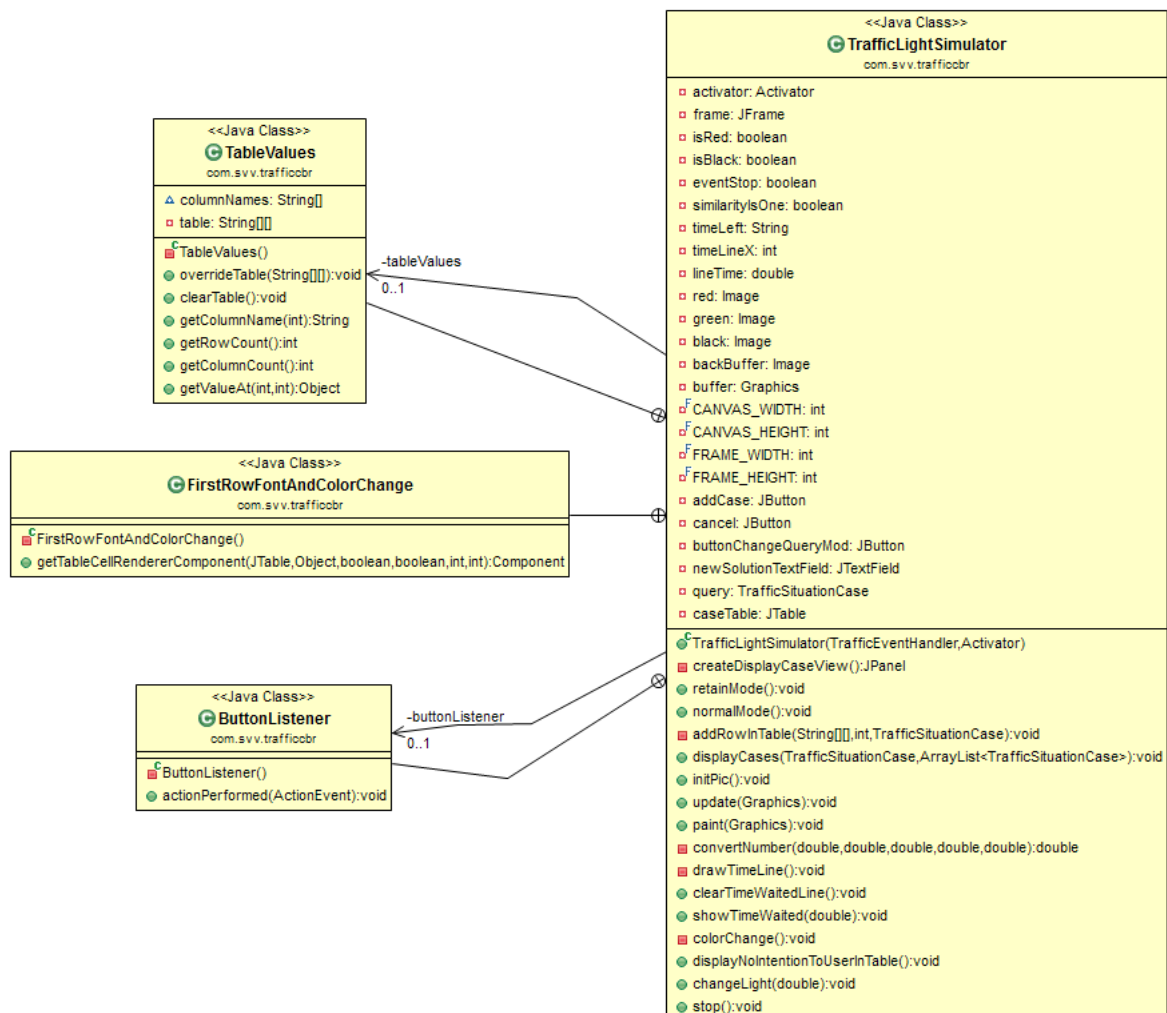 <<Java Class>>
TrafficLightSimulator
com.svv.trafficcbr
activator: Activator
frame: JFrame
isRed: boolean
isBlack: boolean
eventStop: boolean
similarityIsOne: boolean
timeLeft: String
timeLineX: int
lineTime: double
red: Image
green: Image
black: Image
backBuffer: Image
buffer: Graphics
F CANVAS_WIDTH: int
F CANVAS_HEIGHT: int
F FRAME_WIDTH: int
F FRAME_HEIGHT: int
addCase: JButton
cancel: JButton
buttonChangeQueryMod: JButton
newSolutionTextField: JTextField
query: TrafficSituationCase
caseTable: JTable
C TrafficLightSimulator(TrafficEventHandler,Activator)
createDisplayCaseView():JPanel
retainMode():void
normalMode():void
addRowInTable(String[][],int,TrafficSituationCase):void
displayCases(TrafficSituationCase,ArrayList<TrafficSituationCase>):void
initPic():void
update(Graphics):void
paint(Graphics):void
convertNumber(double,double,double,double,double):double
drawTimeLine():void
clearTimeWaitedLine():void
showTimeWaited(double):void
colorChange():void
displayNoIntentionToUserInTable():void
changeLight(double):void
stop():void
<<Java Class>>
C TableValues
com.svv.trafficcbr
columnNames: String[]
table: String[][]
C TableValues()
overrideTable(String[][]):void
clearTable():void
getColumnName(int):String
getRowCount():int
getColumnCount():int
getValueAt(int,int):Object
-tableValues
0..1
<<Java Class>>
C FirstRowFontAndColorChange
com.svv.trafficcbr
C FirstRowFontAndColorChange()
getTableCellRendererComponent(JTable,Object,boolean,boolean,int,int):Component
<<Java Class>>
C ButtonListener
com.svv.trafficcbr
C ButtonListener()
actionPerformed(ActionEvent):void
-buttonListener
0..1